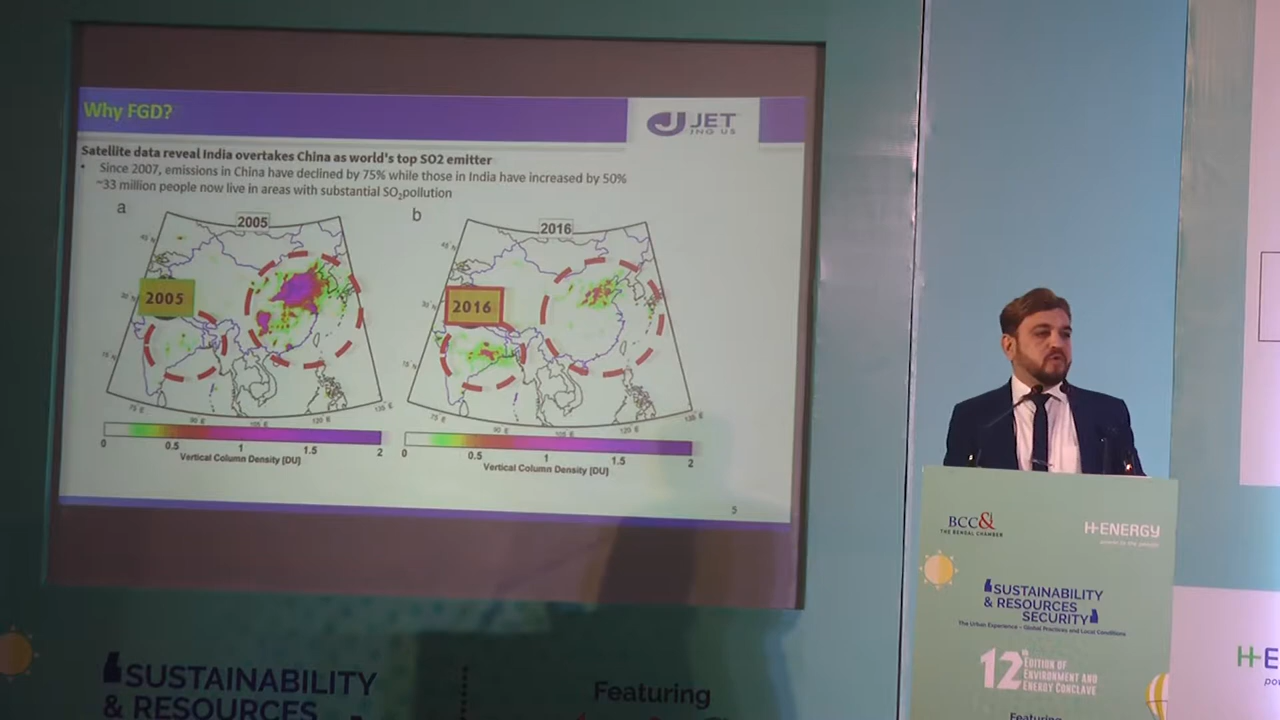 Why FGD?
JET
ING US
Satellite data reveal India overtakes China as world's top SO2 emitter
• Since 2007, emissions in China have declined by 75% while those in India have increased by 50%
~33 million people now live in areas with substantial SO₂pollution
a
2005
2005
0
0.5
1
1.5
2
Vertical Column Density [DU]
b
2016
2016
0
0.5
1
1.5
2
Vertical Column Density [DU]
5
BCC&I
THE BENGAL CHAMBER
H-ENERGY
SUSTAINABILITY
& RESOURCES
SECURITY
The Urban Experience - Global Practices and Local Conditions
12th EDITION OF
ENVIRONMENT AND
ENERGY CONCLAVE
Featuring
SUSTAINABILITY
& RESOURCES
Featuring
H-E